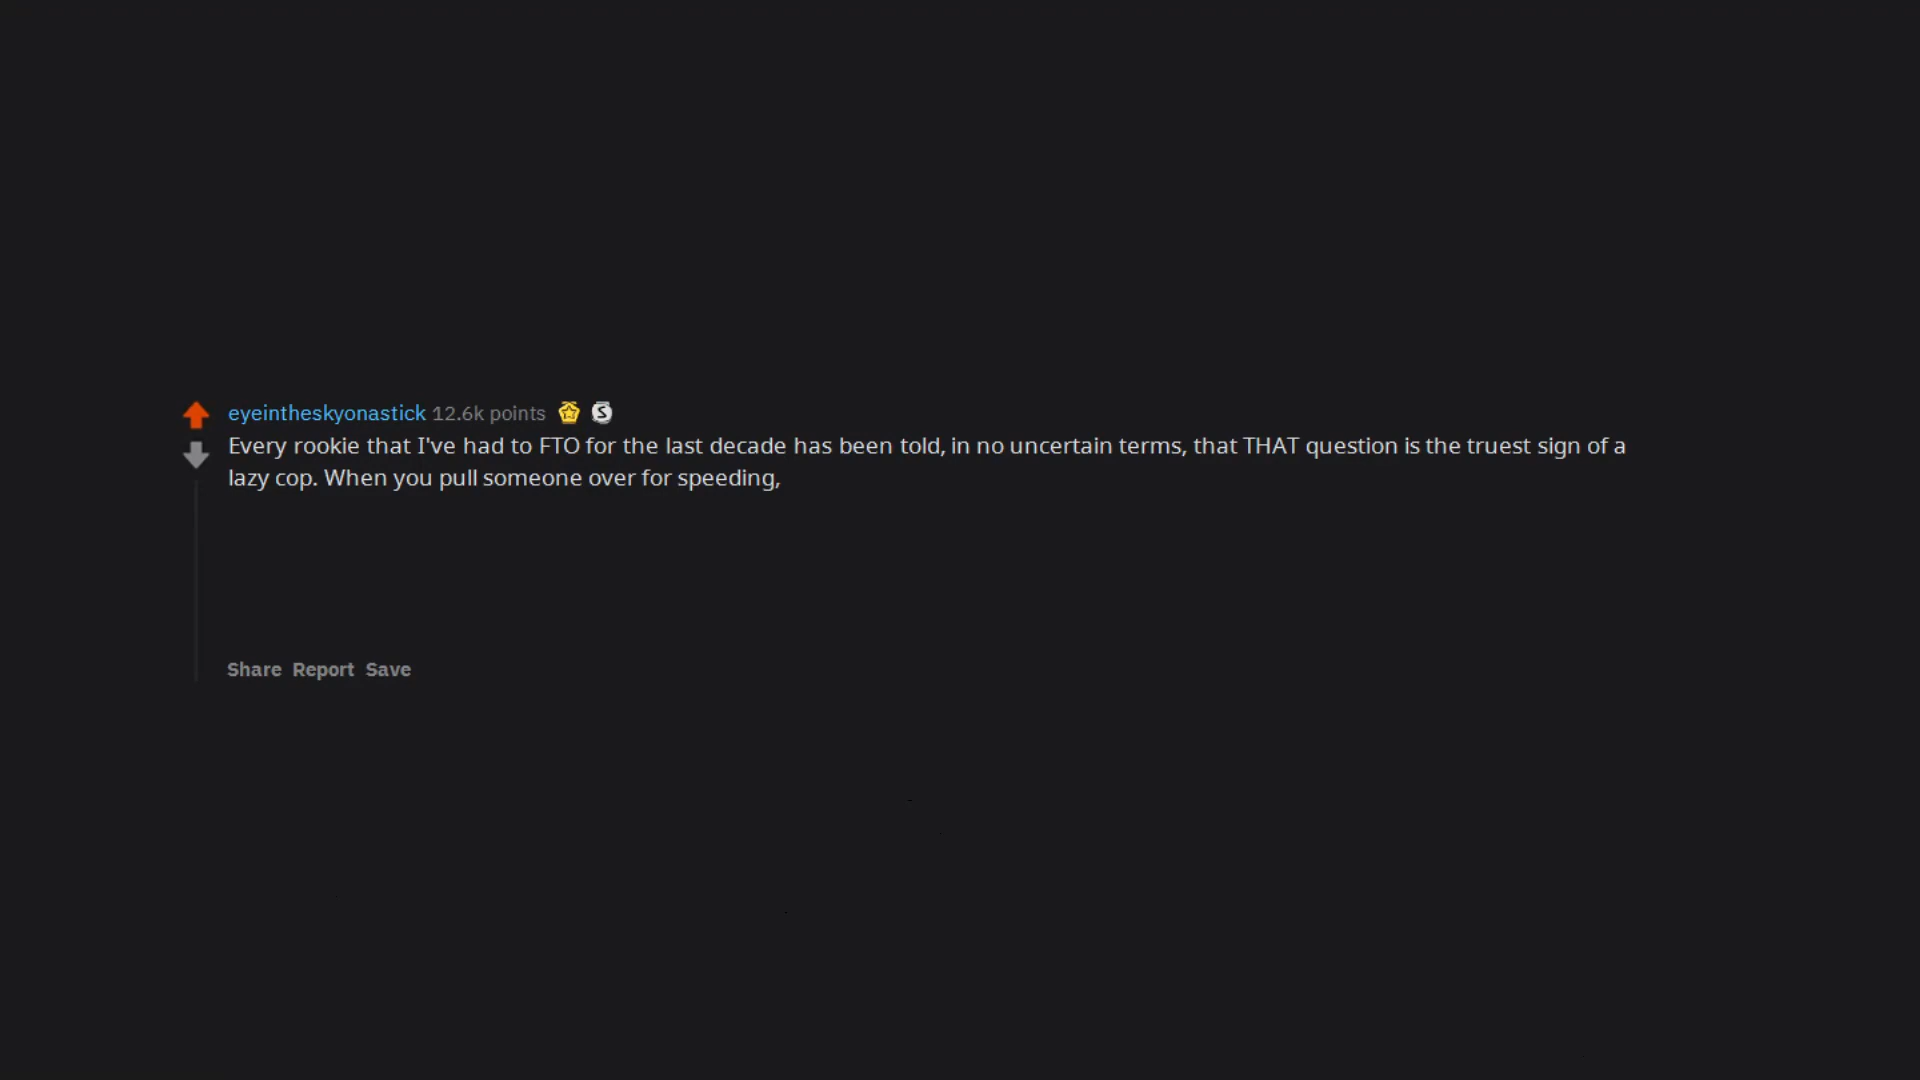 eyeintheskyonastick 12.6k points
Every rookie that I've had to FTO for the last decade has been told, in no uncertain terms, that THAT question is the truest sign of a
lazy cop. When you pull someone over for speeding,
Share Report Save